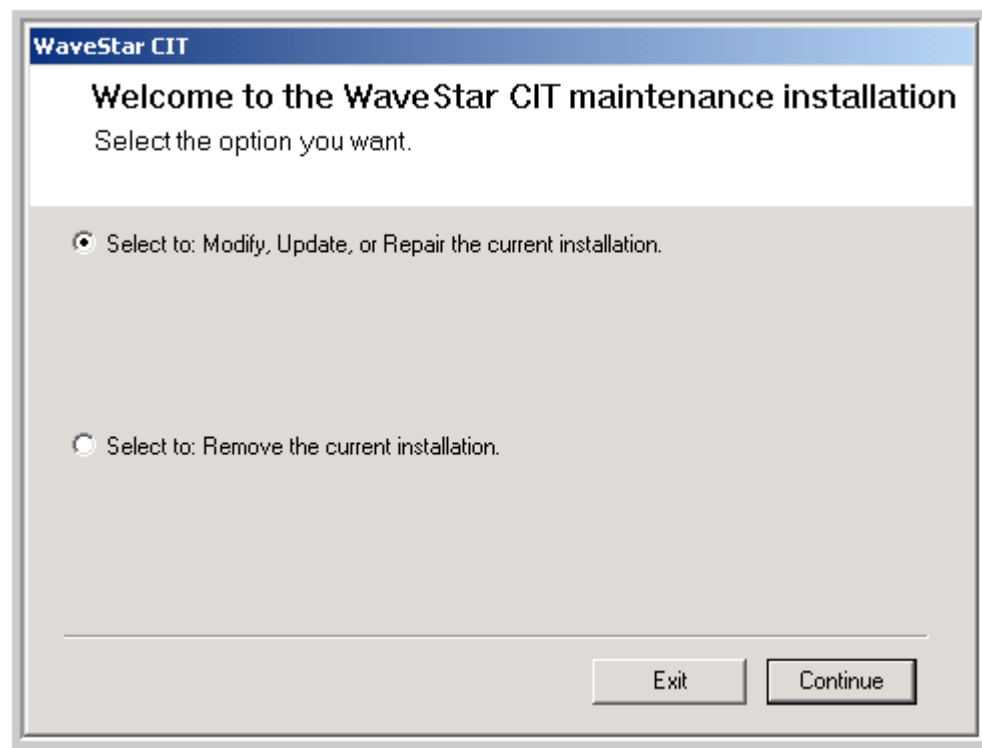 WaveStar CIT
Welcome to the WaveStar CIT maintenance installation
Select the option you want.
Select to: Modify, Update, or Repair the current installation.
Select to: Remove the current installation.
Exit
Continue